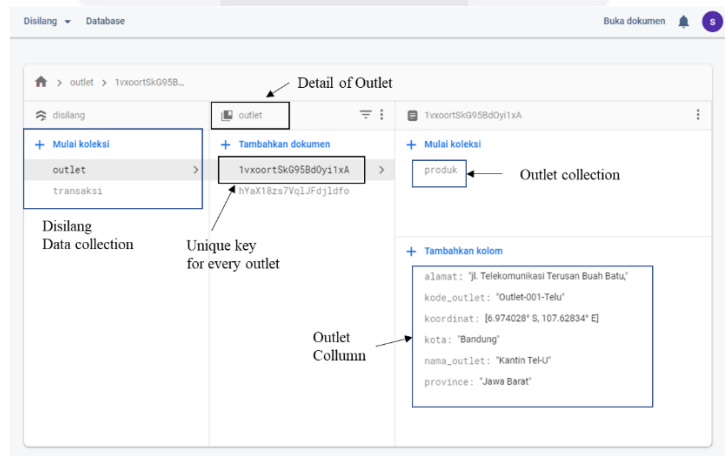 Disilang Database Buka dokumen S
outlet > 1vxoortSkG95B...
Detail of Outlet
disilang outlet 1vxoortSkG95BdOyi1xA
+ Mulai koleksi + Tambahkan dokumen + Mulai koleksi
outlet > 1vxoortSkG95BdOyi1xA > produk
Outlet collection
transaksi hYaX18zs7VqlJFdjldfo
Disilang
Data collection
Unique key
for every outlet
+ Tambahkan kolom
alamat: "jl. Telekomunikasi Terusan Buah Batu,"
kode_outlet: "Outlet-001-Telu"
koordinat: [6.974028° S, 107.62834° E]
kota: "Bandung"
nama_outlet: "Kantin Tel-U"
province: "Jawa Barat"
Outlet
Collumn